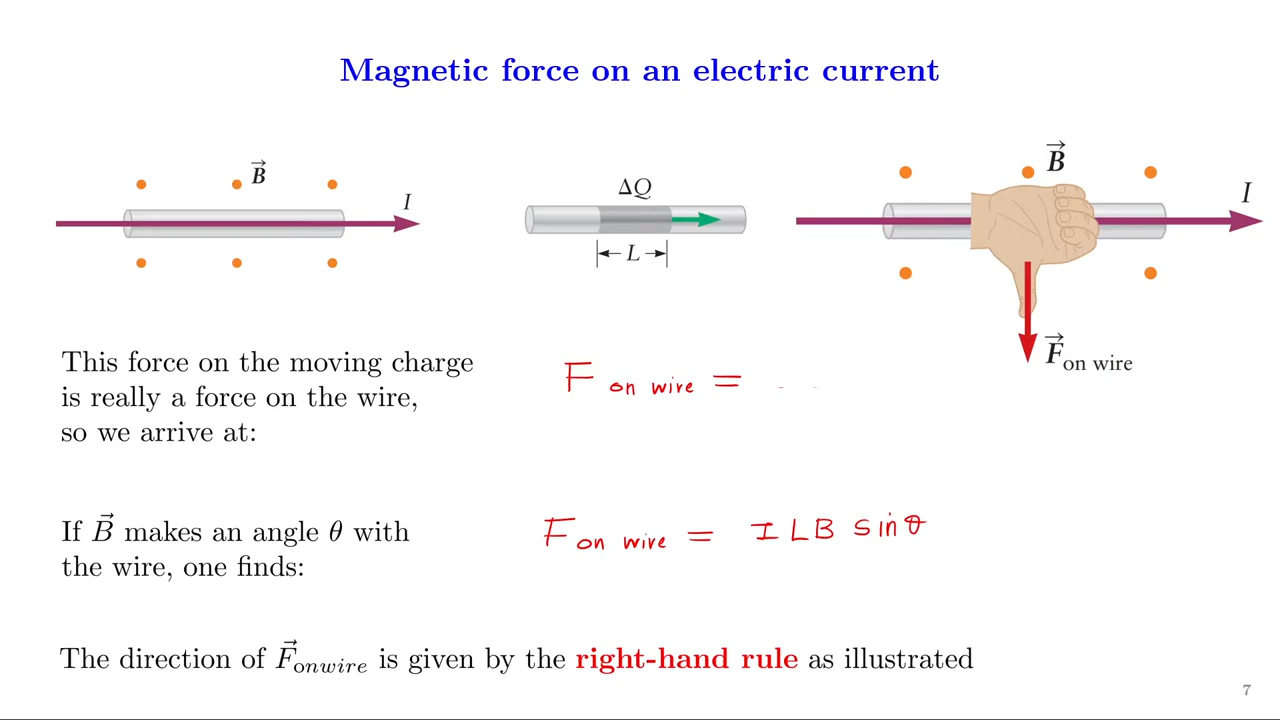 Magnetic force on an electric current
B⃗
I
ΔQ
L
B⃗
I
F⃗ on wire
This force on the moving charge
is really a force on the wire,
so we arrive at:
F on wire =
If B⃗ makes an angle θ with
the wire, one finds:
F on wire = I L B sin θ
The direction of F⃗onwire is given by the right-hand rule as illustrated
7